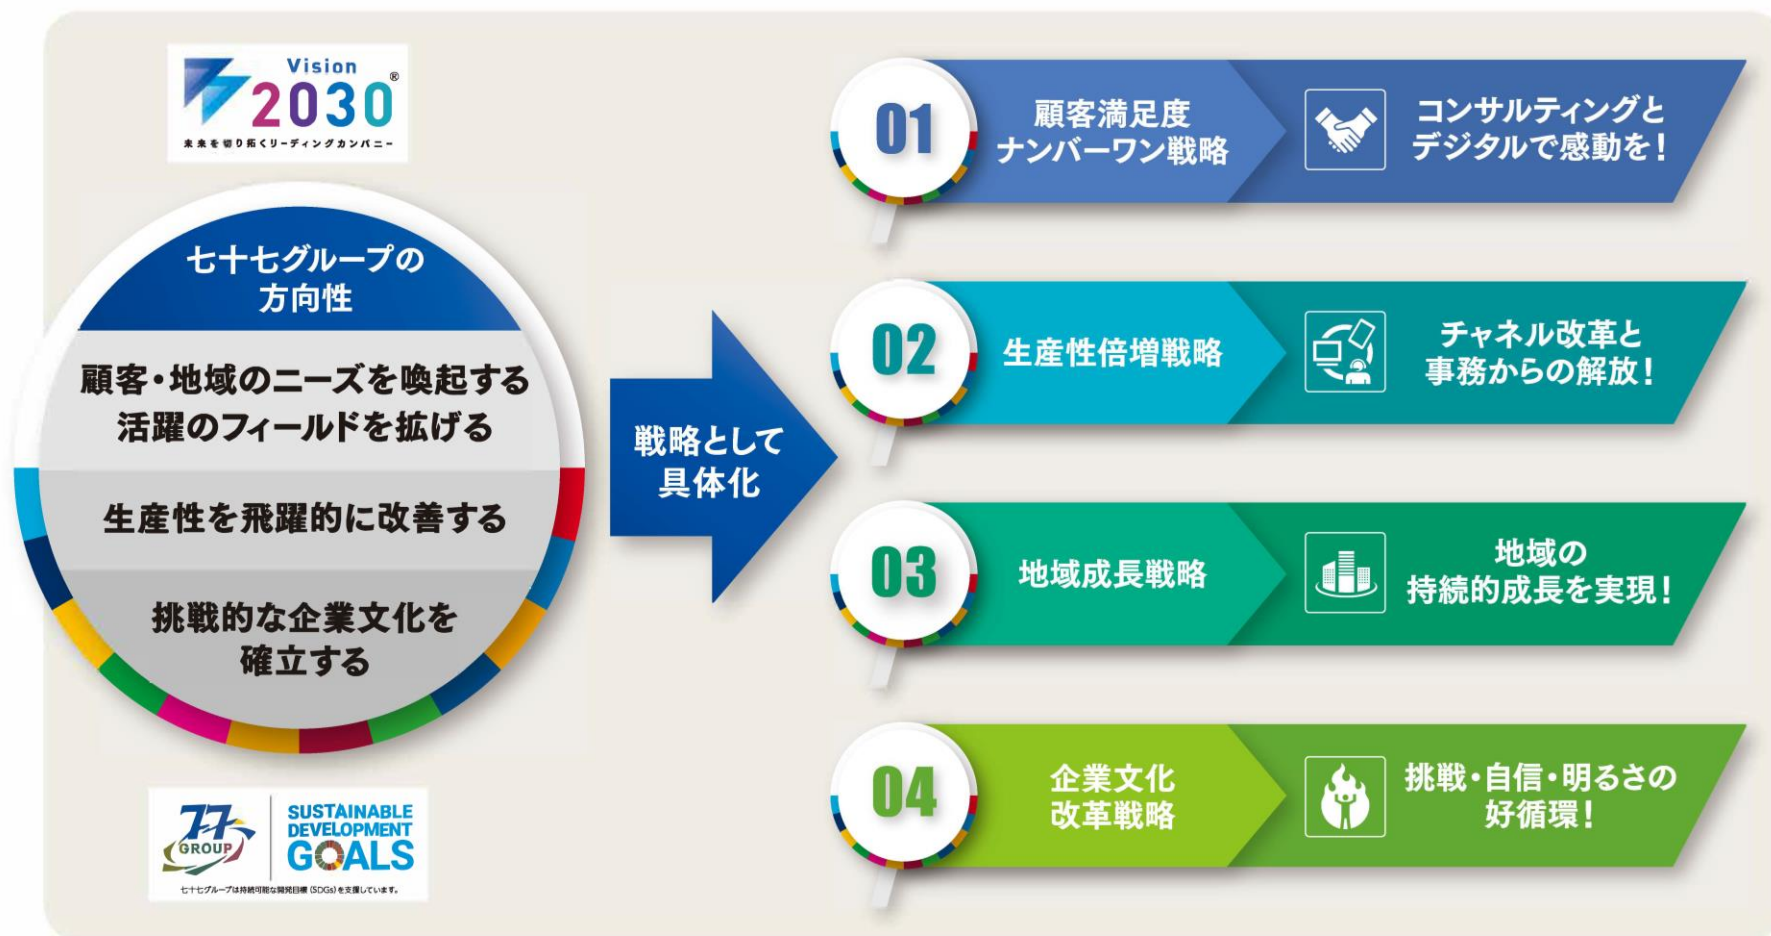 Vision
2030®
未来を切り拓くリーディングカンパニー
七十七グループの
方向性
顧客・地域のニーズを喚起する
活躍のフィールドを拡げる
生産性を飛躍的に改善する
挑戦的な企業文化を
確立する
77
GROUP
SUSTAINABLE
DEVELOPMENT
GOALS
七十七グループは持続可能な開発目標(SDGs)を支援しています。
戦略として
具体化
01
顧客満足度
ナンバーワン戦略
コンサルティングと
デジタルで感動を!
02
生産性倍増戦略
チャネル改革と
事務からの解放!
03
地域成長戦略
地域の
持続的成長を実現!
04
企業文化
改革戦略
挑戦・自信・明るさの
好循環!